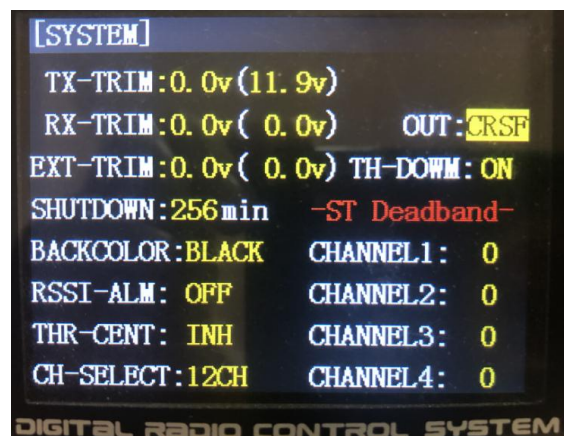 [SYSTEM]
TX-TRIM:0.0v(11.9v)
RX-TRIM:0.0v( 0.0v) OUT:CRSF
EXT-TRIM:0.0v( 0.0v) TH-DOWM:ON
SHUTDOWN:256min -ST Deadband-
BACKCOLOR:BLACK CHANNEL1: 0
RSSI-ALM: OFF CHANNEL2: 0
THR-CENT: INH CHANNEL3: 0
CH-SELECT:12CH CHANNEL4: 0
DIGITAL RADIO CONTROL SYSTEM